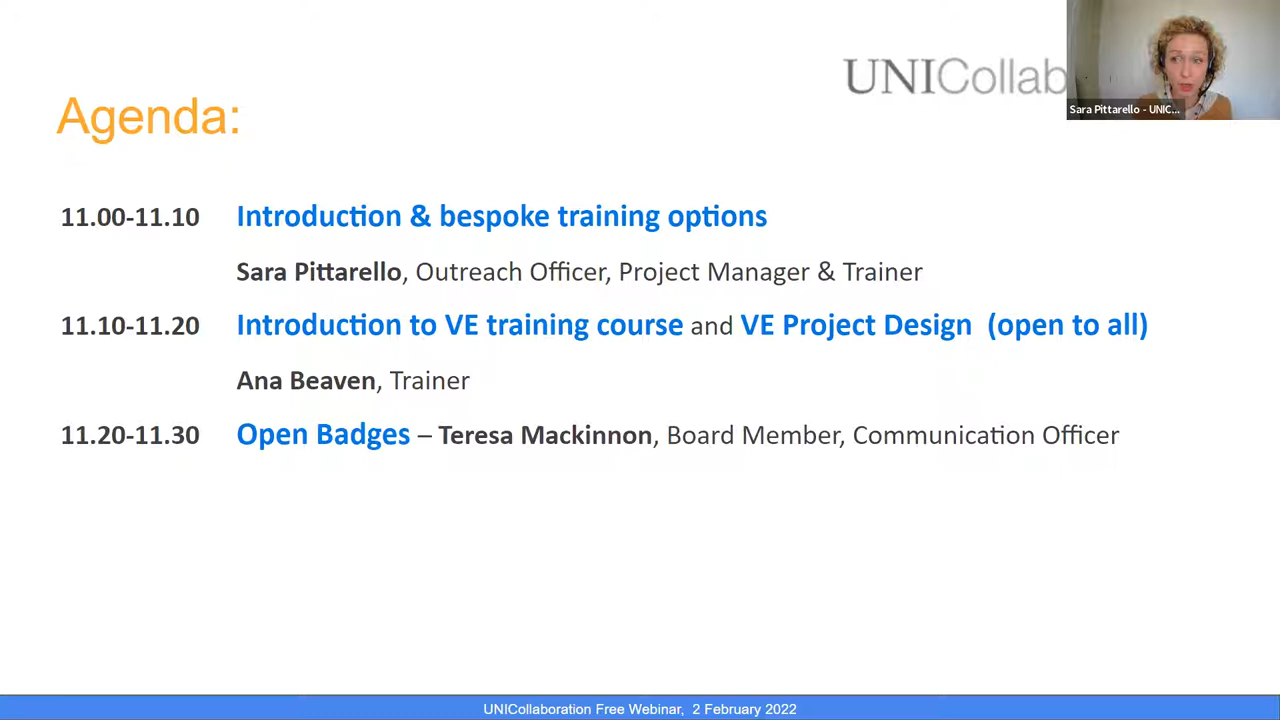 UNICollab
Sara Pittarello - UNIC...
Agenda:
11.00-11.10 Introduction & bespoke training options
Sara Pittarello, Outreach Officer, Project Manager & Trainer
11.10-11.20 Introduction to VE training course and VE Project Design (open to all)
Ana Beaven, Trainer
11.20-11.30 Open Badges – Teresa Mackinnon, Board Member, Communication Officer
UNICollaboration Free Webinar, 2 February 2022